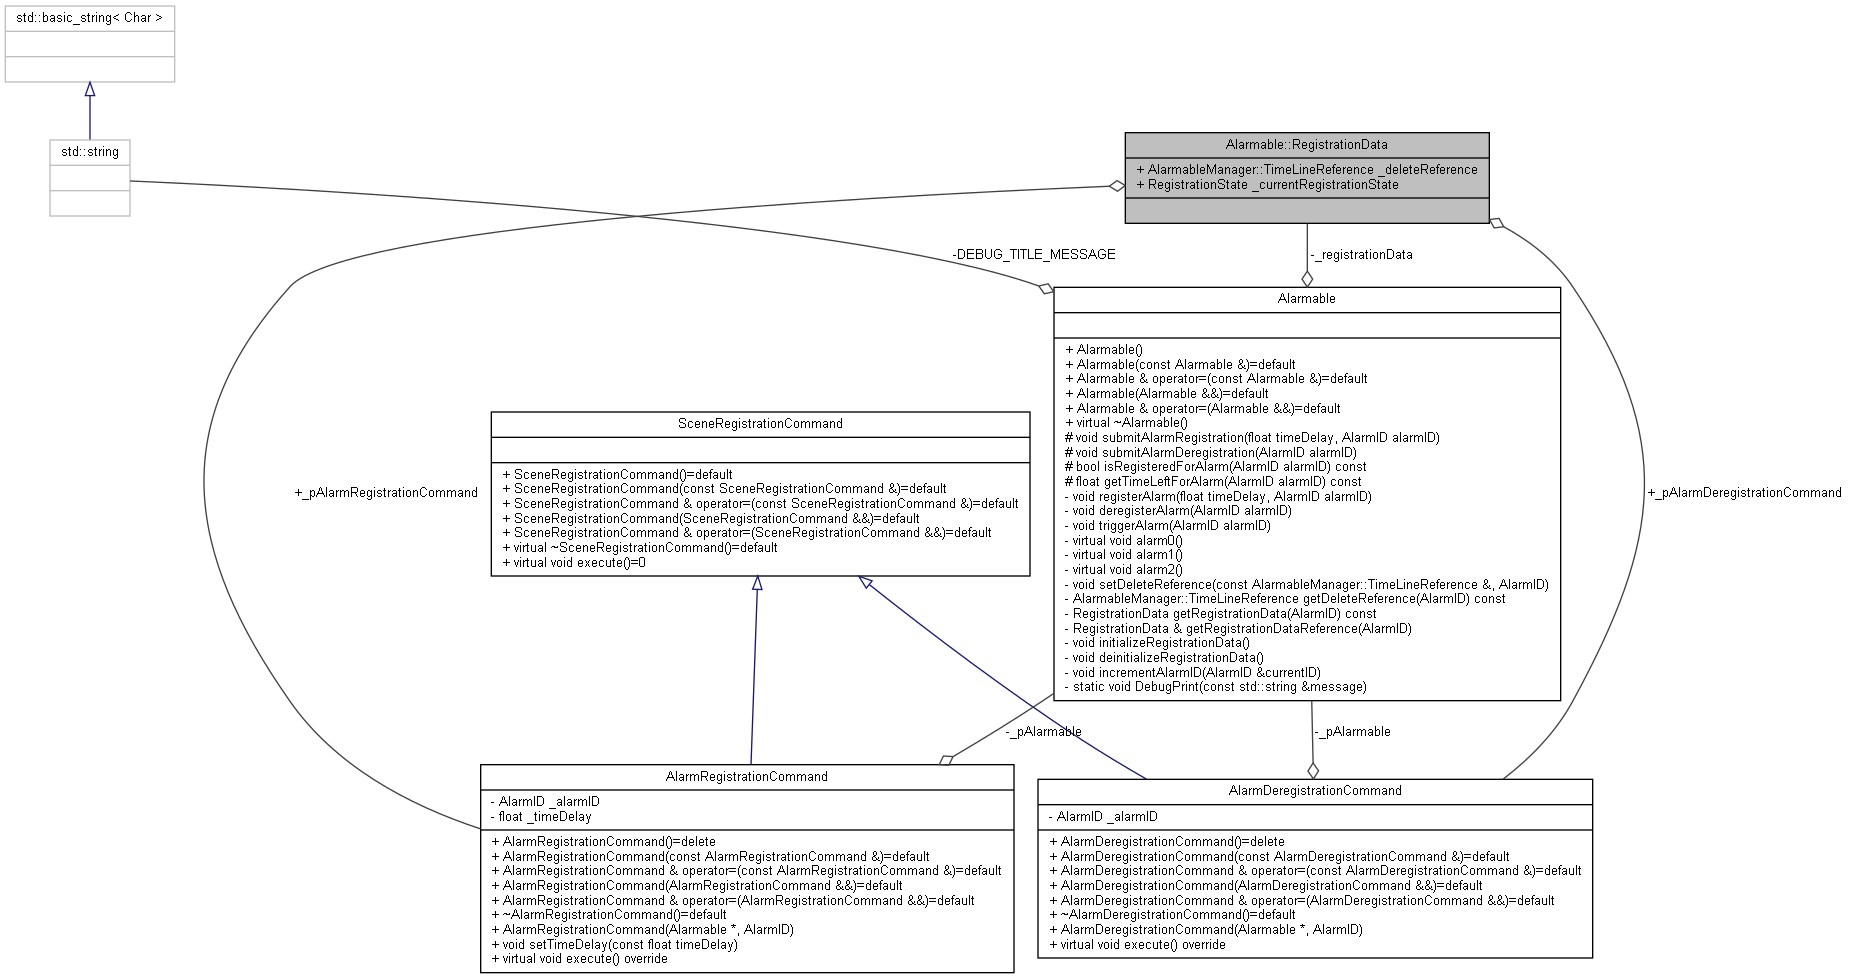 std::basic_string< Char >
std::string
Alarmable::RegistrationData
+ AlarmableManager::TimeLineReference _deleteReference
+ RegistrationState _currentRegistrationState
-DEBUG_TITLE_MESSAGE
-_registrationData
Alarmable
+ Alarmable()
+ Alarmable(const Alarmable &)=default
+ Alarmable & operator=(const Alarmable &)=default
+ Alarmable(Alarmable &&)=default
+ Alarmable & operator=(Alarmable &&)=default
+ virtual ~Alarmable()
# void submitAlarmRegistration(float timeDelay, AlarmID alarmID)
# void submitAlarmDeregistration(AlarmID alarmID)
# bool isRegisteredForAlarm(AlarmID alarmID) const
# float getTimeLeftForAlarm(AlarmID alarmID) const
- void registerAlarm(float timeDelay, AlarmID alarmID)
- void deregisterAlarm(AlarmID alarmID)
- void triggerAlarm(AlarmID alarmID)
- virtual void alarm0()
- virtual void alarm1()
- virtual void alarm2()
- void setDeleteReference(const AlarmableManager::TimeLineReference &, AlarmID)
- AlarmableManager::TimeLineReference getDeleteReference(AlarmID) const
- RegistrationData getRegistrationData(AlarmID) const
- RegistrationData & getRegistrationDataReference(AlarmID)
- void initializeRegistrationData()
- void deinitializeRegistrationData()
- void incrementAlarmID(AlarmID &currentID)
- static void DebugPrint(const std::string &message)
SceneRegistrationCommand
+ SceneRegistrationCommand()=default
+ SceneRegistrationCommand(const SceneRegistrationCommand &)=default
+ SceneRegistrationCommand & operator=(const SceneRegistrationCommand &)=default
+ SceneRegistrationCommand(SceneRegistrationCommand &&)=default
+ SceneRegistrationCommand & operator=(SceneRegistrationCommand &&)=default
+ virtual ~SceneRegistrationCommand()=default
+ virtual void execute()=0
+_pAlarmRegistrationCommand
+_pAlarmDeregistrationCommand
-_pAlarmable
-_pAlarmable
AlarmRegistrationCommand
- AlarmID _alarmID
- float _timeDelay
+ AlarmRegistrationCommand()=delete
+ AlarmRegistrationCommand(const AlarmRegistrationCommand &)=default
+ AlarmRegistrationCommand & operator=(const AlarmRegistrationCommand &)=default
+ AlarmRegistrationCommand(AlarmRegistrationCommand &&)=default
+ AlarmRegistrationCommand & operator=(AlarmRegistrationCommand &&)=default
+ ~AlarmRegistrationCommand()=default
+ AlarmRegistrationCommand(Alarmable *, AlarmID)
+ void setTimeDelay(const float timeDelay)
+ virtual void execute() override
AlarmDeregistrationCommand
- AlarmID _alarmID
+ AlarmDeregistrationCommand()=delete
+ AlarmDeregistrationCommand(const AlarmDeregistrationCommand &)=default
+ AlarmDeregistrationCommand & operator=(const AlarmDeregistrationCommand &)=default
+ AlarmDeregistrationCommand(AlarmDeregistrationCommand &&)=default
+ AlarmDeregistrationCommand & operator=(AlarmDeregistrationCommand &&)=default
+ ~AlarmDeregistrationCommand()=default
+ AlarmDeregistrationCommand(Alarmable *, AlarmID)
+ virtual void execute() override